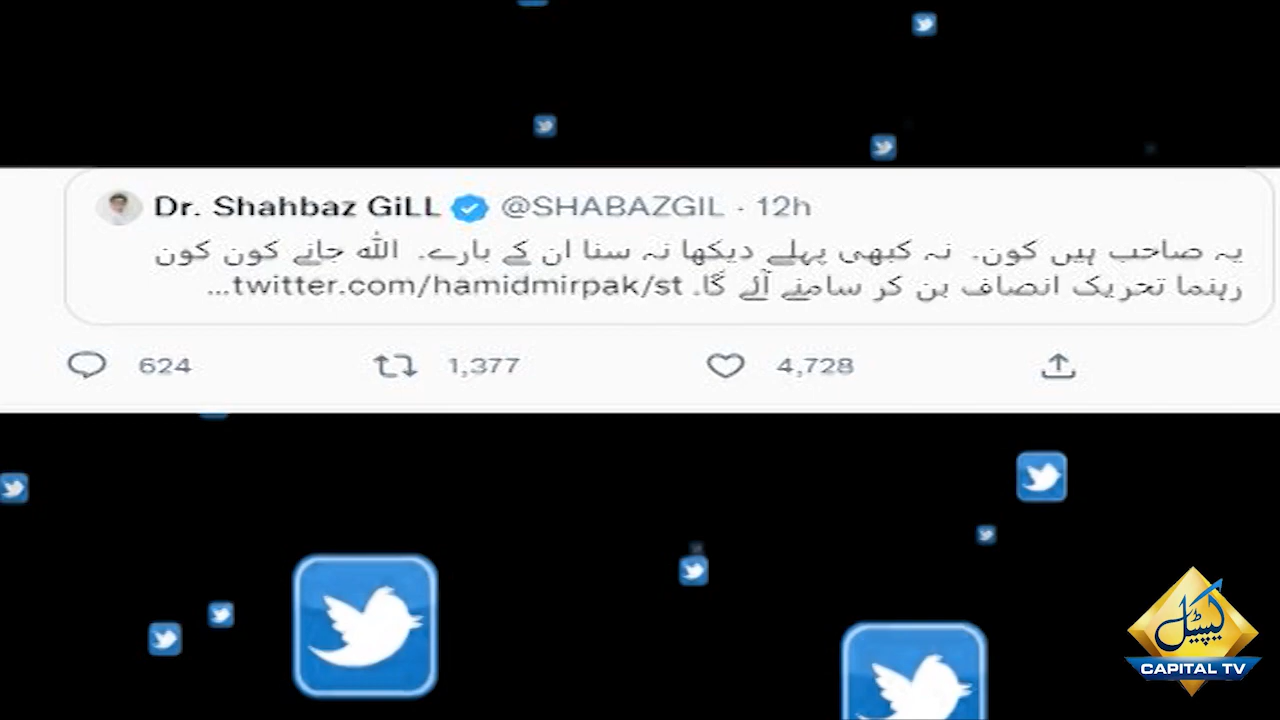 Dr. Shahbaz GiLL @SHABAZGIL · 12h
یہ صاحب ہیں کون۔ نہ کبھی پہلے دیکھا نہ سنا ان کے بارے۔ اللّٰہ جانے کون کون
رہنما تحریک انصاف بن کر سامنے آئے گا۔ twitter.com/hamidmirpak/st…
624 1,377 4,728
کیپیٹل
CAPITAL TV